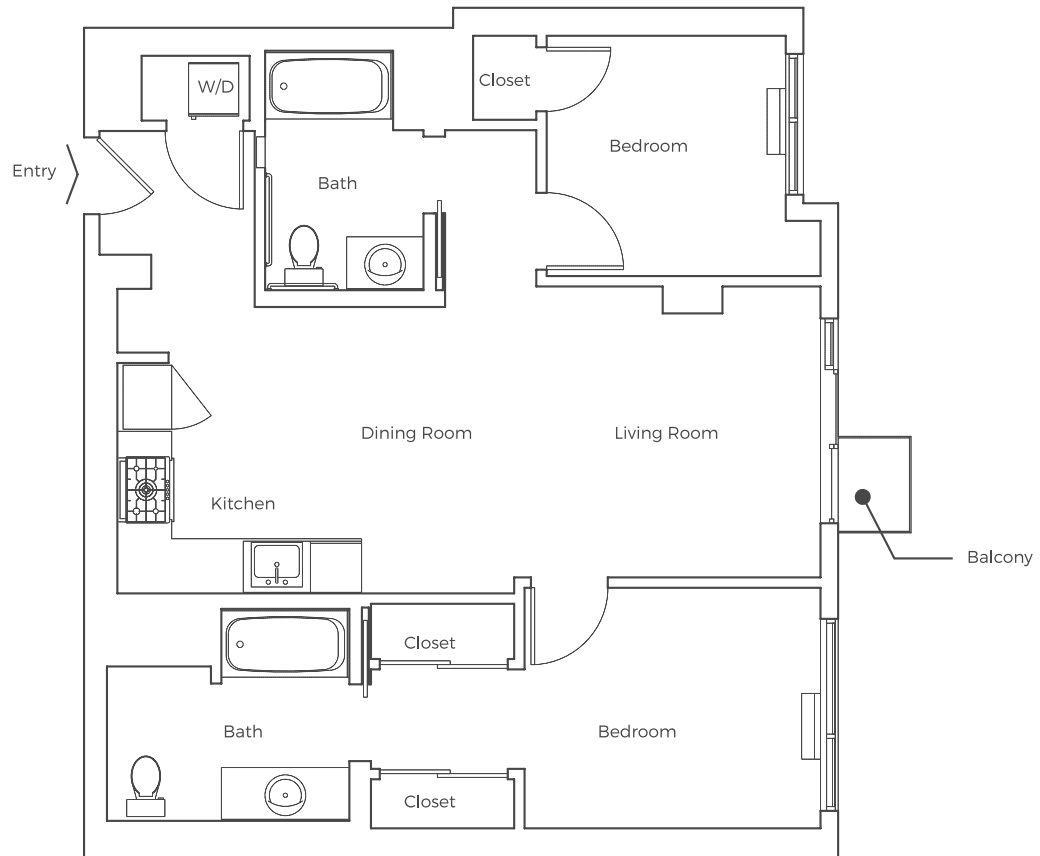 Closet
W/D
Bedroom
Entry
Bath
Dining Room
Living Room
Kitchen
Balcony
Closet
Bath
Bedroom
Closet